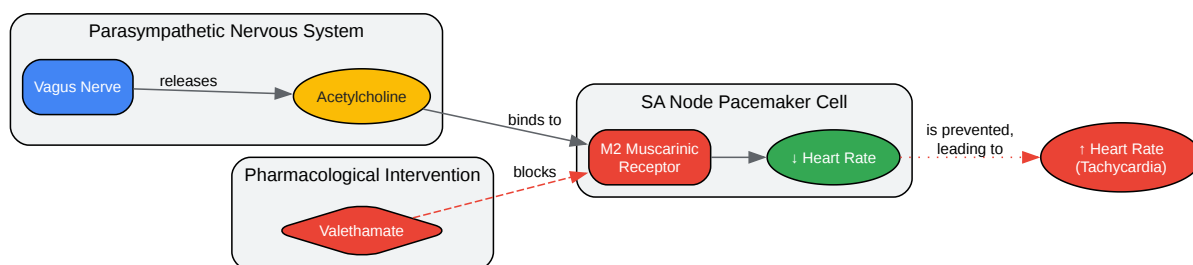 Parasympathetic Nervous System
Vagus Nerve
releases
Acetylcholine
binds to
SA Node Pacemaker Cell
M2 Muscarinic
Receptor
↓ Heart Rate
is prevented,
leading to
↑ Heart Rate
(Tachycardia)
Pharmacological Intervention
Valethamate
blocks